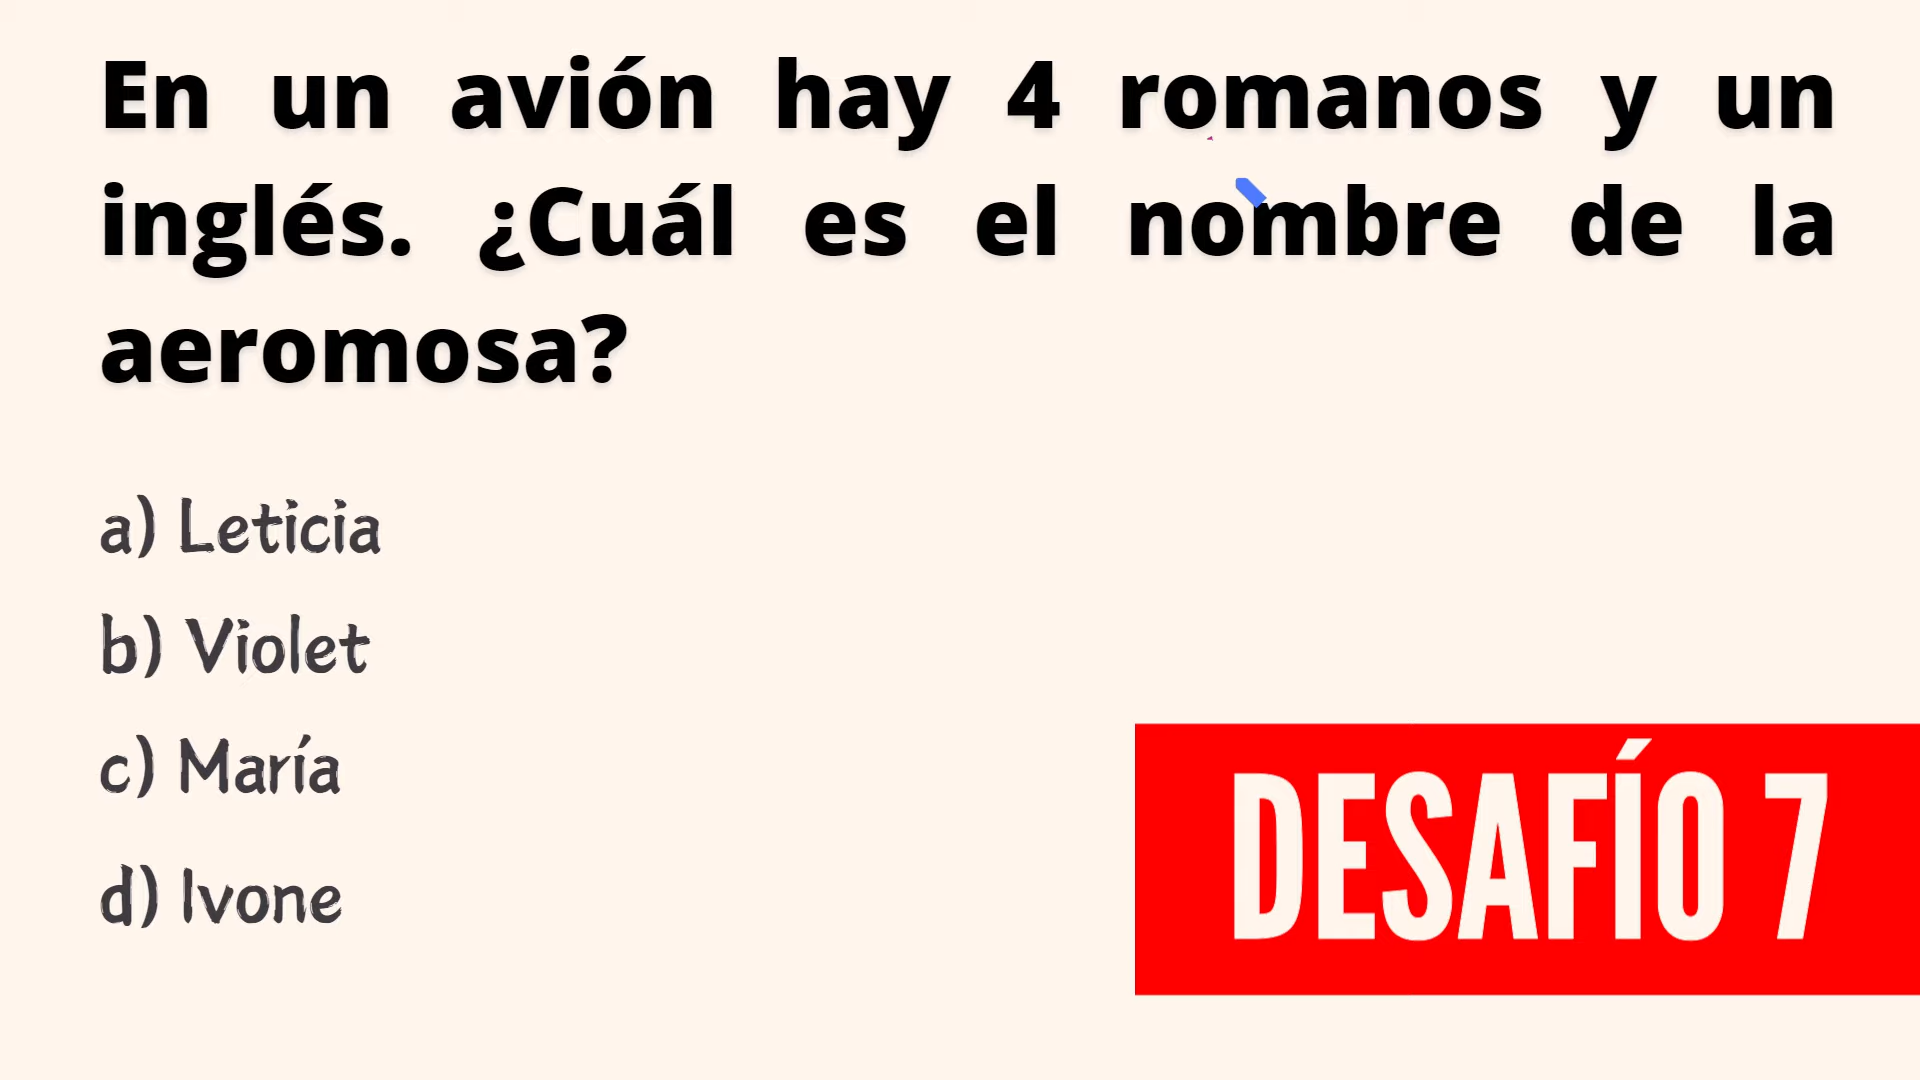 En un avión hay 4 romanos y un
inglés. ¿Cuál es el nombre de la
aeromosa?
a) Leticia
b) Violet
c) María
d) Ivone
DESAFÍO 7